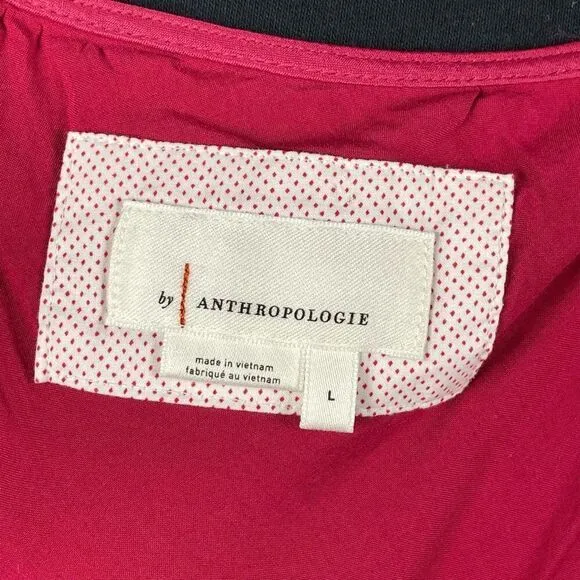 by ANTHROPOLOGIE
made in vietnam
fabriqué au vietnam
L